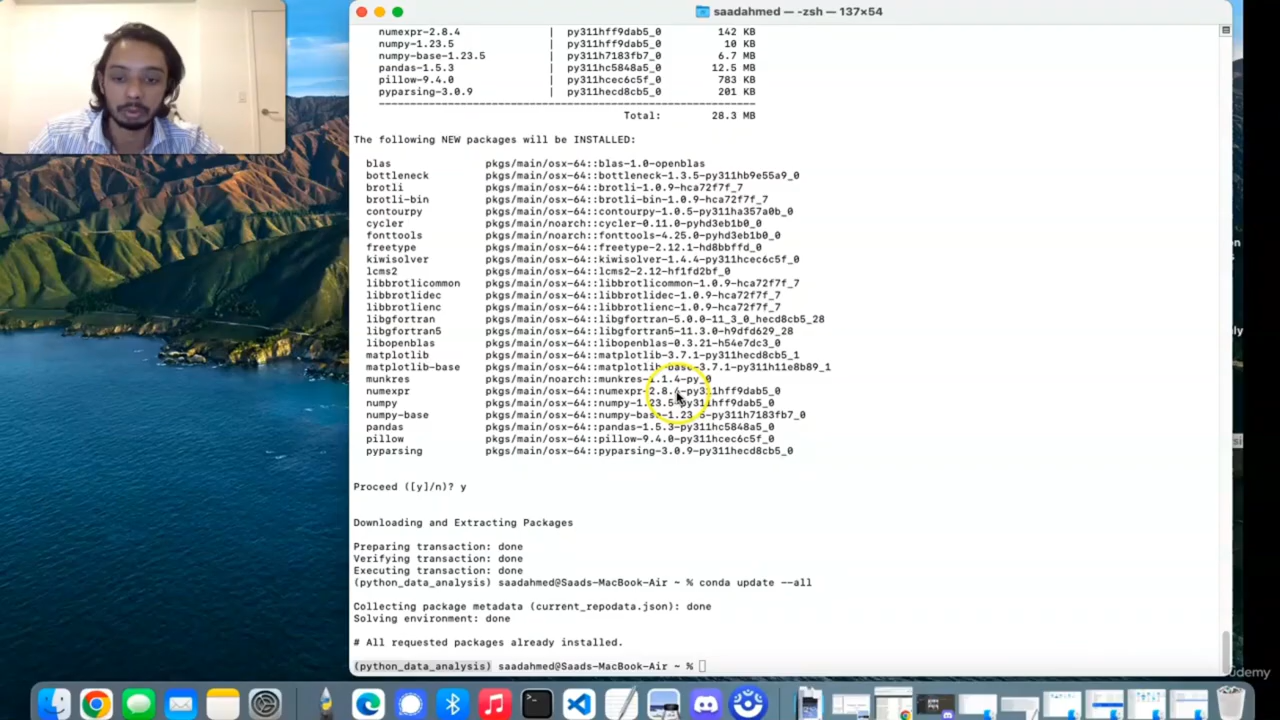 saadahmed — -zsh — 137×54
numexpr-2.8.4 | py311hff9dab5_0 142 KB
numpy-1.23.5 | py311hff9dab5_0 10 KB
numpy-base-1.23.5 | py311h7183fb7_0 6.7 MB
pandas-1.5.3 | py311hc5848a5_0 12.5 MB
pillow-9.4.0 | py311hcec6c5f_0 783 KB
pyparsing-3.0.9 | py311hecd8cb5_0 201 KB
------------------------------------------------------------
Total: 28.3 MB
The following NEW packages will be INSTALLED:
blas pkgs/main/osx-64::blas-1.0-openblas
bottleneck pkgs/main/osx-64::bottleneck-1.3.5-py311hb9e55a9_0
brotli pkgs/main/osx-64::brotli-1.0.9-hca72f7f_7
brotli-bin pkgs/main/osx-64::brotli-bin-1.0.9-hca72f7f_7
contourpy pkgs/main/osx-64::contourpy-1.0.5-py311ha357a0b_0
cycler pkgs/main/noarch::cycler-0.11.0-pyhd3eb1b0_0
fonttools pkgs/main/noarch::fonttools-4.25.0-pyhd3eb1b0_0
freetype pkgs/main/osx-64::freetype-2.12.1-hd8bbffd_0
kiwisolver pkgs/main/osx-64::kiwisolver-1.4.4-py311hcec6c5f_0
lcms2 pkgs/main/osx-64::lcms2-2.12-hf1fd2bf_0
libbrotlicommon pkgs/main/osx-64::libbrotlicommon-1.0.9-hca72f7f_7
libbrotlidec pkgs/main/osx-64::libbrotlidec-1.0.9-hca72f7f_7
libbrotlienc pkgs/main/osx-64::libbrotlienc-1.0.9-hca72f7f_7
libgfortran pkgs/main/osx-64::libgfortran-5.0.0-11_3_0_hecd8cb5_28
libgfortran5 pkgs/main/osx-64::libgfortran5-11.3.0-h9dfd629_28
libopenblas pkgs/main/osx-64::libopenblas-0.3.21-h54e7dc3_0
matplotlib pkgs/main/osx-64::matplotlib-3.7.1-py311hecd8cb5_1
matplotlib-base pkgs/main/osx-64::matplotlib-base-3.7.1-py311h11e8b89_1
munkres pkgs/main/noarch::munkres-1.1.4-py_0
numexpr pkgs/main/osx-64::numexpr-2.8.4-py311hff9dab5_0
numpy pkgs/main/osx-64::numpy-1.23.5-py311hff9dab5_0
numpy-base pkgs/main/osx-64::numpy-base-1.23.5-py311h7183fb7_0
pandas pkgs/main/osx-64::pandas-1.5.3-py311hc5848a5_0
pillow pkgs/main/osx-64::pillow-9.4.0-py311hcec6c5f_0
pyparsing pkgs/main/osx-64::pyparsing-3.0.9-py311hecd8cb5_0
Proceed ([y]/n)? y
Downloading and Extracting Packages
Preparing transaction: done
Verifying transaction: done
Executing transaction: done
(python_data_analysis) saadahmed@Saads-MacBook-Air ~ % conda update --all
Collecting package metadata (current_repodata.json): done
Solving environment: done
# All requested packages already installed.
(python_data_analysis) saadahmed@Saads-MacBook-Air ~ %